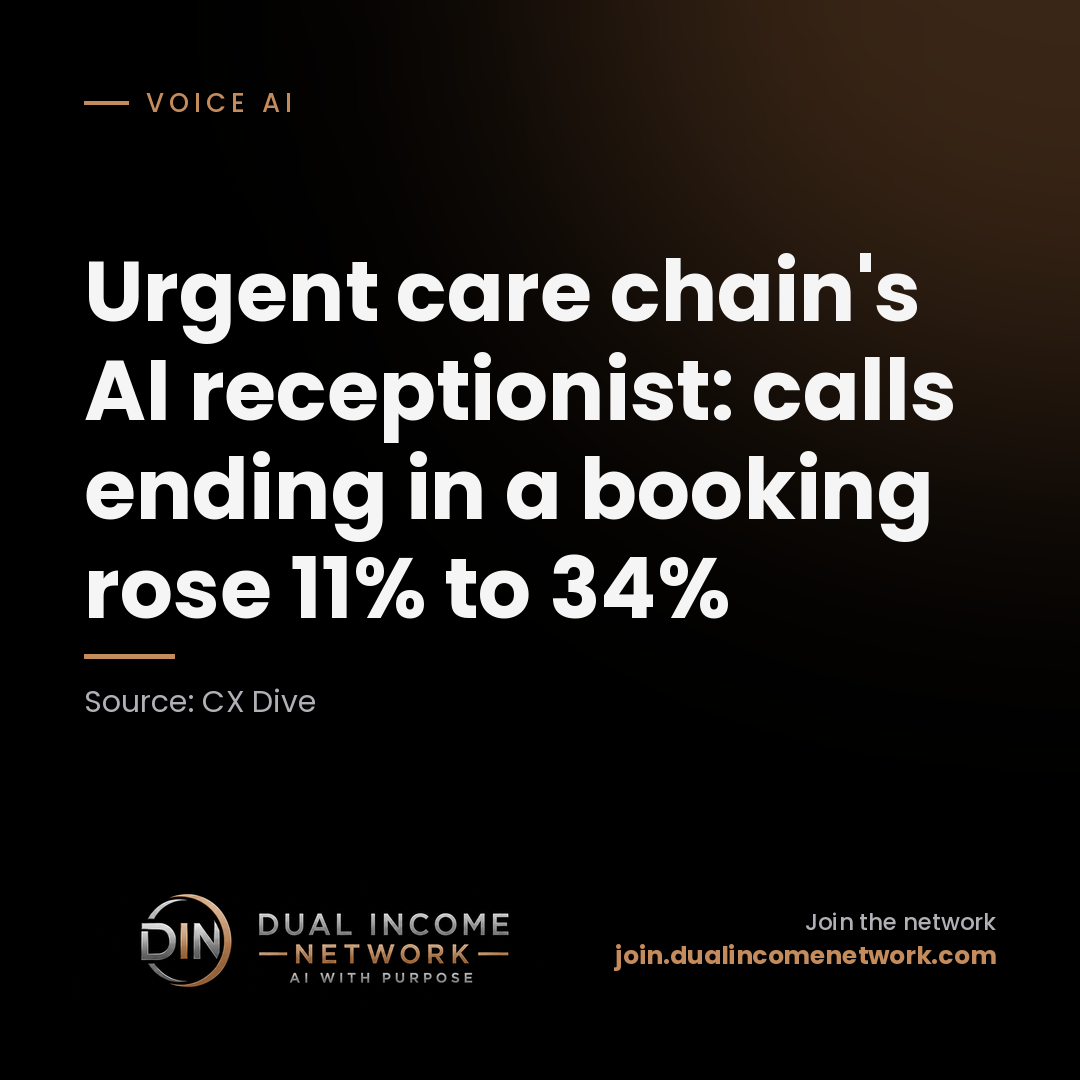 VOICE AI
Urgent care chain's
AI receptionist: calls
ending in a booking
rose 11% to 34%
Source: CX Dive
DIN
DUAL INCOME
NETWORK
AI WITH PURPOSE
Join the network
join.dualincomenetwork.com